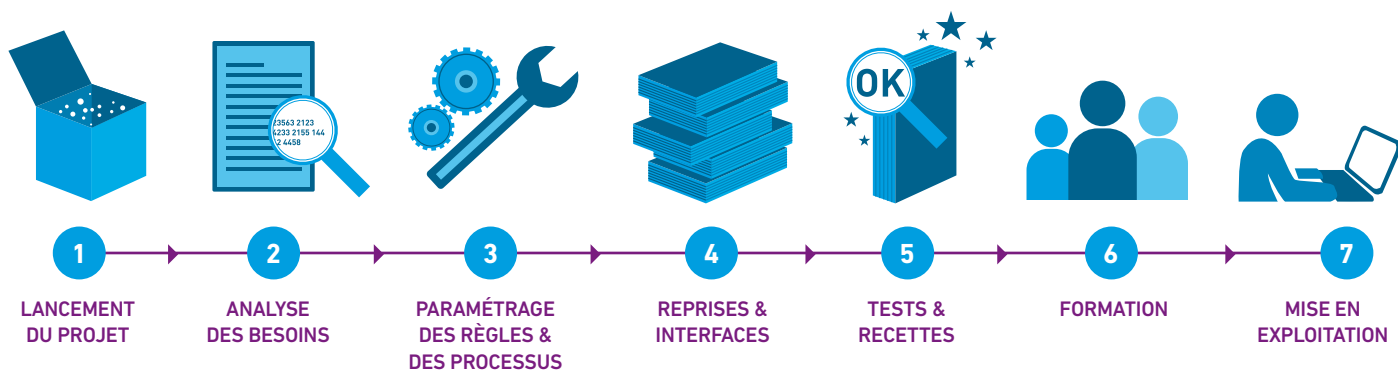 23563 2123
4233 2155 144
2 4458
OK
1
2
3
4
5
6
7
LANCEMENT
DU PROJET
ANALYSE
DES BESOINS
PARAMÉTRAGE
DES RÈGLES &
DES PROCESSUS
REPRISES &
INTERFACES
TESTS &
RECETTES
FORMATION
MISE EN
EXPLOITATION